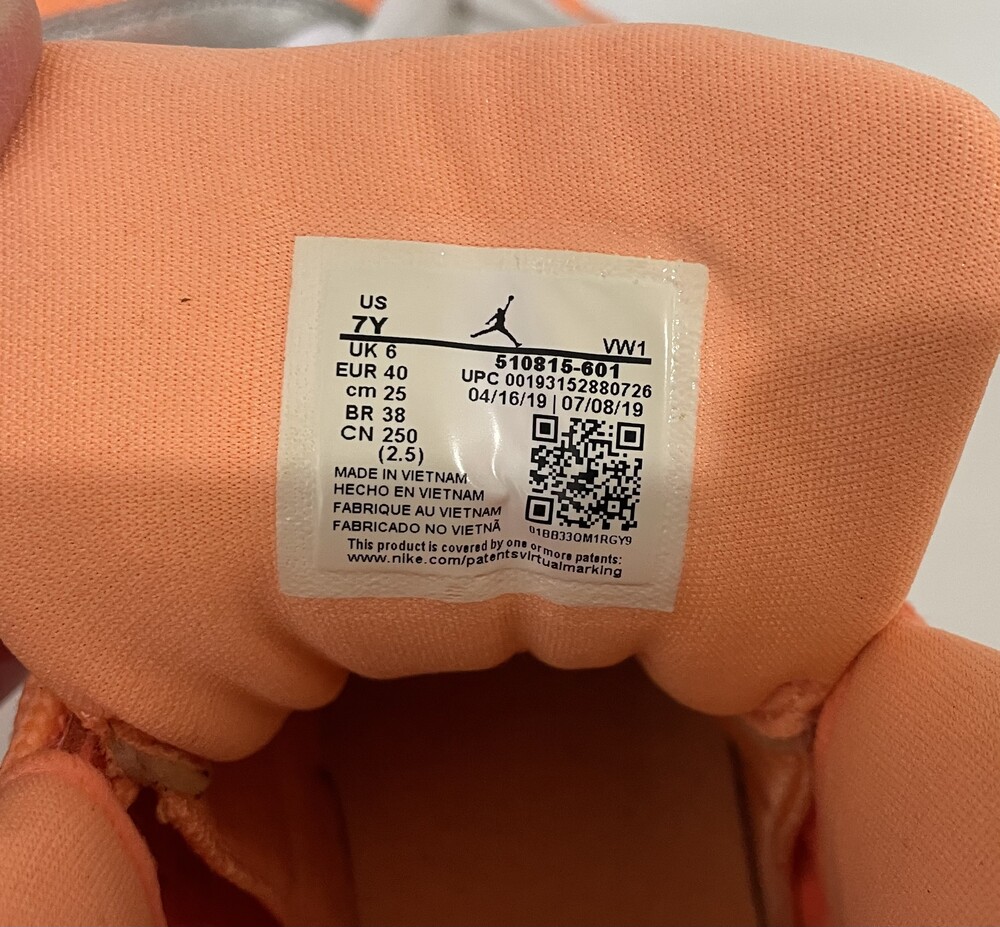 US
7Y
UK 6
EUR 40
cm 25
BR 38
CN 250
(2.5)
VW1
510815-601
UPC 00193152880726
04/16/19 | 07/08/19
01BB33OM1RGY9
MADE IN VIETNAM
HECHO EN VIETNAM
FABRIQUE AU VIETNAM
FABRICADO NO VIETNÃ
This product is covered by one or more patents:
www.nike.com/patentsvirtualmarking